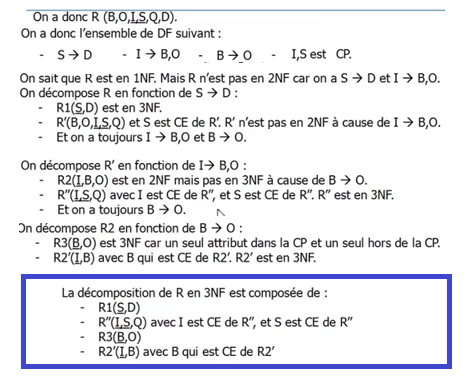 On a donc R (B,O,I,S,Q,D).
On a donc l'ensemble de DF suivant :
- S → D - I → B,O - B → O - I,S est CP.
On sait que R est en 1NF. Mais R n'est pas en 2NF car on a S → D et I → B,O.
On décompose R en fonction de S → D :
- R1(S,D) est en 3NF.
- R'(B,O,I,S,Q) et S est CE de R'. R' n'est pas en 2NF à cause de I → B,O.
- Et on a toujours I → B,O et B → O.
On décompose R' en fonction de I→ B,O :
- R2(I,B,O) est en 2NF mais pas en 3NF à cause de B → O.
- R''(I,S,Q) avec I est CE de R'', et S est CE de R''. R'' est en 3NF.
- Et on a toujours B → O.
On décompose R2 en fonction de B → O :
- R3(B,O) est 3NF car un seul attribut dans la CP et un seul hors de la CP.
- R2'(I,B) avec B qui est CE de R2'. R2' est en 3NF.
La décomposition de R en 3NF est composée de :
- R1(S,D)
- R''(I,S,Q) avec I est CE de R'', et S est CE de R''
- R3(B,O)
- R2'(I,B) avec B qui est CE de R2'